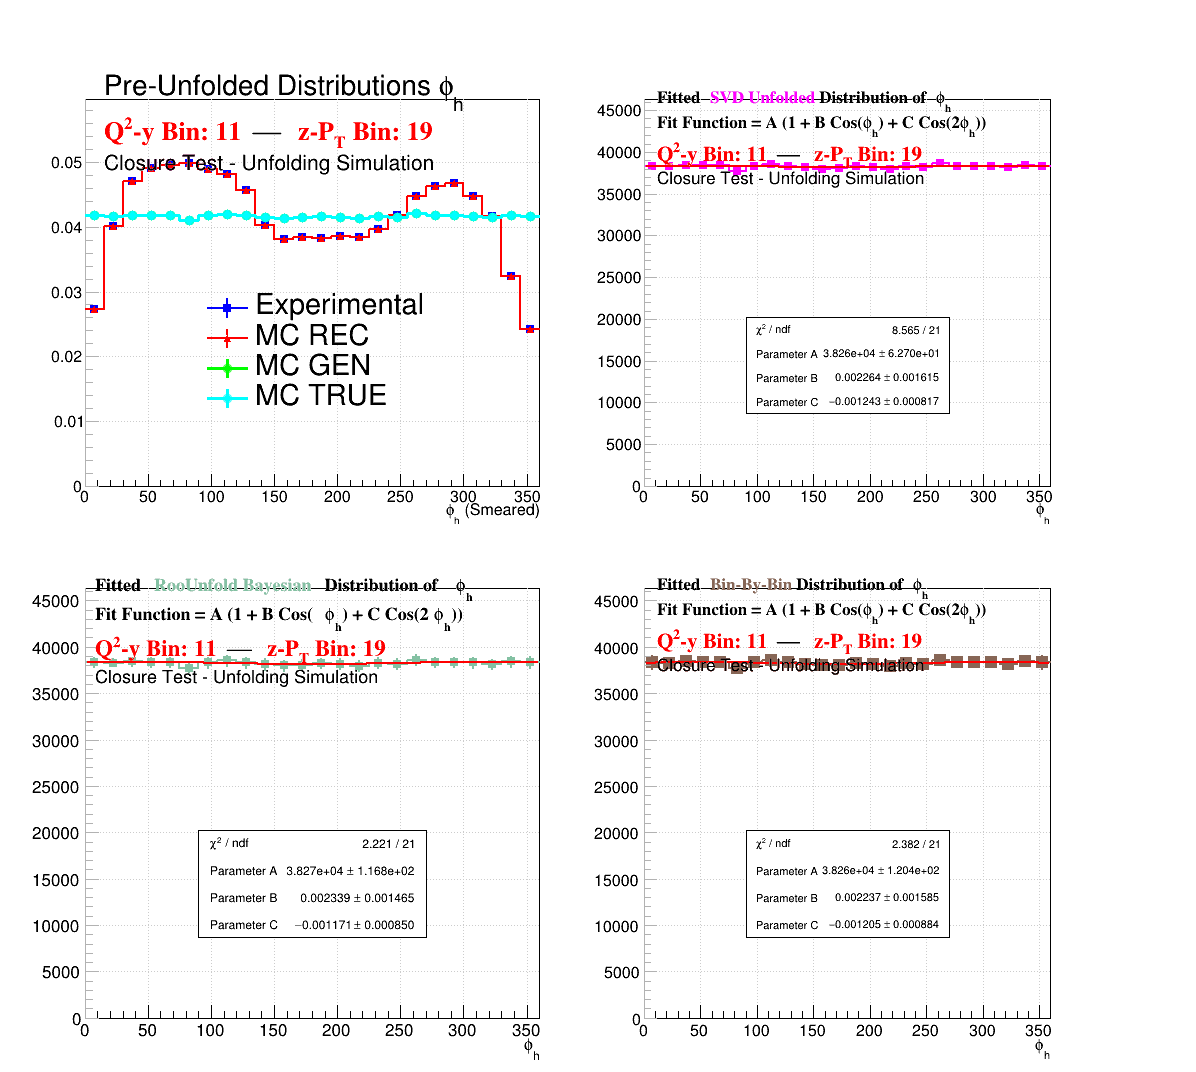 Pre-Unfolded Distributions ϕh
Q2-y Bin: 11 — z-PT Bin: 19
Closure Test - Unfolding Simulation
0.05
0.04
0.03
0.02
0.01
0
Experimental
MC REC
MC GEN
MC TRUE
0 50 100 150 200 250 300 350
ϕh (Smeared)
Fitted SVD Unfolded Distribution of ϕh
Fit Function = A (1 + B Cos(ϕh) + C Cos(2ϕh))
Q2-y Bin: 11 — z-PT Bin: 19
Closure Test - Unfolding Simulation
45000
40000
35000
30000
25000
20000
15000
10000
5000
0
χ2 / ndf 8.565 / 21
Parameter A 3.826e+04 ± 6.270e+01
Parameter B 0.002264 ± 0.001615
Parameter C −0.001243 ± 0.000817
0 50 100 150 200 250 300 350
ϕh
Fitted RooUnfold Bayesian Distribution of ϕh
Fit Function = A (1 + B Cos( ϕh) + C Cos(2 ϕh))
Q2-y Bin: 11 — z-PT Bin: 19
Closure Test - Unfolding Simulation
45000
40000
35000
30000
25000
20000
15000
10000
5000
0
χ2 / ndf 2.221 / 21
Parameter A 3.827e+04 ± 1.168e+02
Parameter B 0.002339 ± 0.001465
Parameter C −0.001171 ± 0.000850
0 50 100 150 200 250 300 350
ϕh
Fitted Bin-By-Bin Distribution of ϕh
Fit Function = A (1 + B Cos(ϕh) + C Cos(2ϕh))
Q2-y Bin: 11 — z-PT Bin: 19
Closure Test - Unfolding Simulation
45000
40000
35000
30000
25000
20000
15000
10000
5000
0
χ2 / ndf 2.382 / 21
Parameter A 3.826e+04 ± 1.204e+02
Parameter B 0.002237 ± 0.001585
Parameter C −0.001205 ± 0.000884
0 50 100 150 200 250 300 350
ϕh